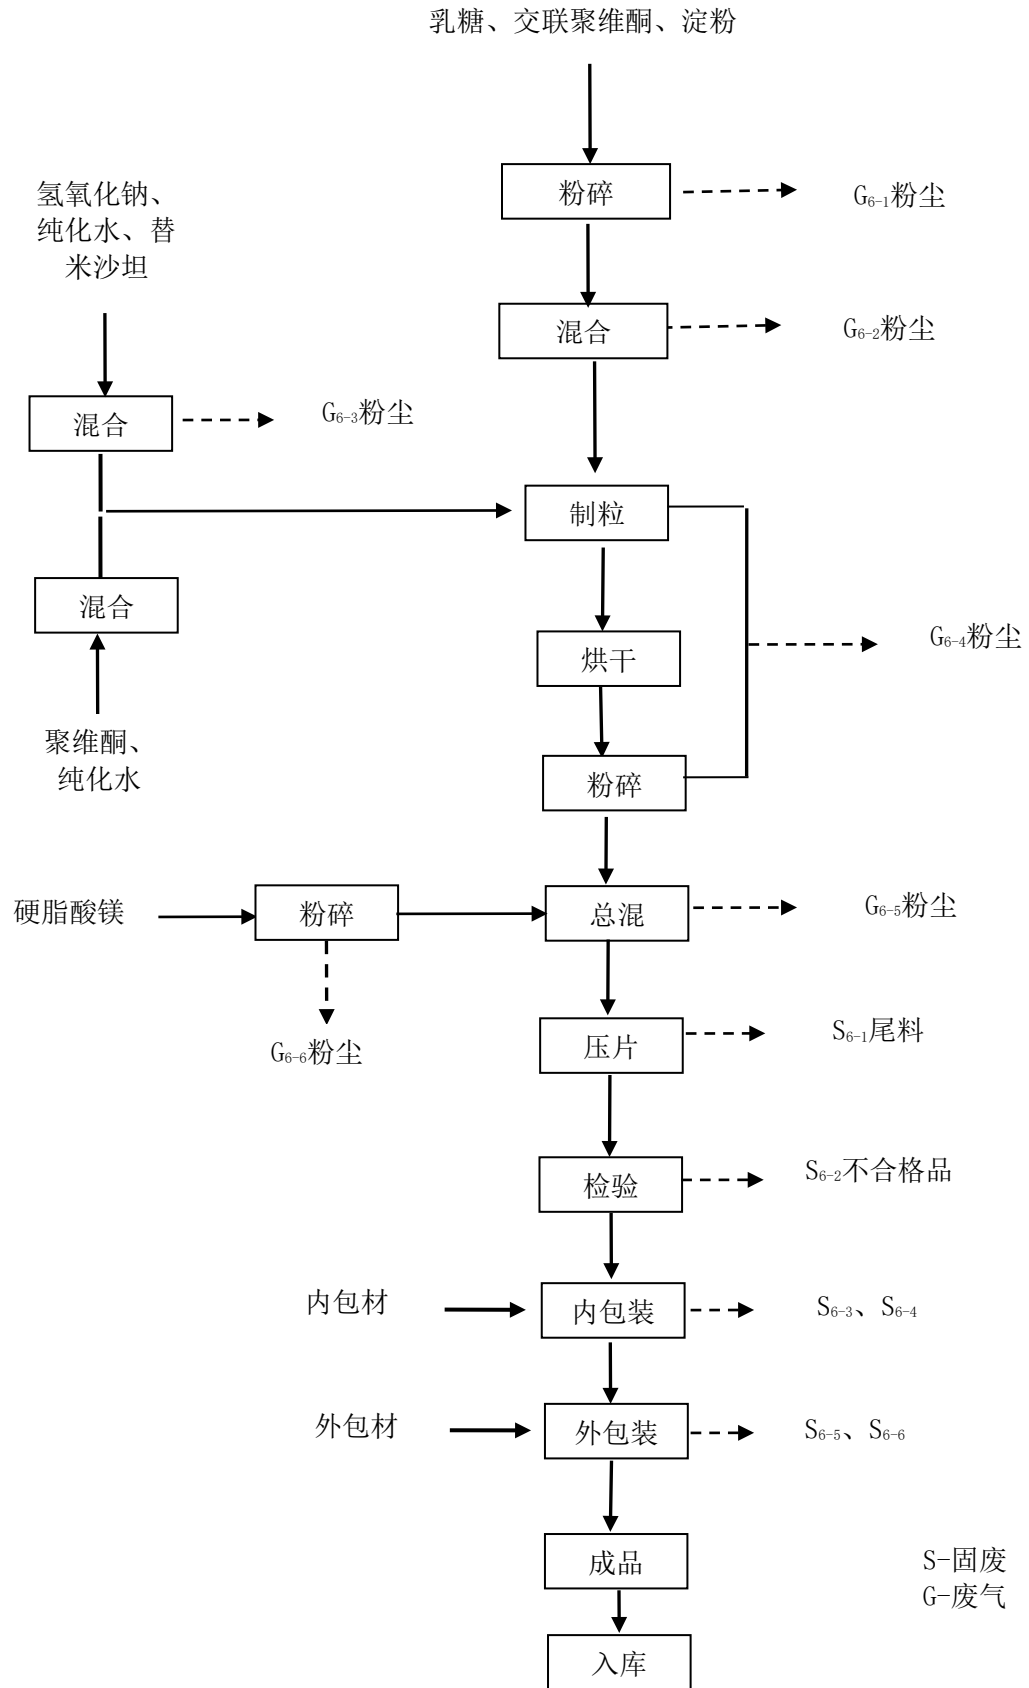 乳糖、交联聚维酮、淀粉
粉碎
G6-1粉尘
氢氧化钠、
纯化水、替
米沙坦
混合
G6-2粉尘
混合
G6-3粉尘
制粒
混合
烘干
G6-4粉尘
聚维酮、
纯化水
粉碎
硬脂酸镁
粉碎
总混
G6-5粉尘
G6-6粉尘
压片
S6-1尾料
检验
S6-2不合格品
内包材
内包装
S6-3、S6-4
外包材
外包装
S6-5、S6-6
成品
S-固废
G-废气
入库